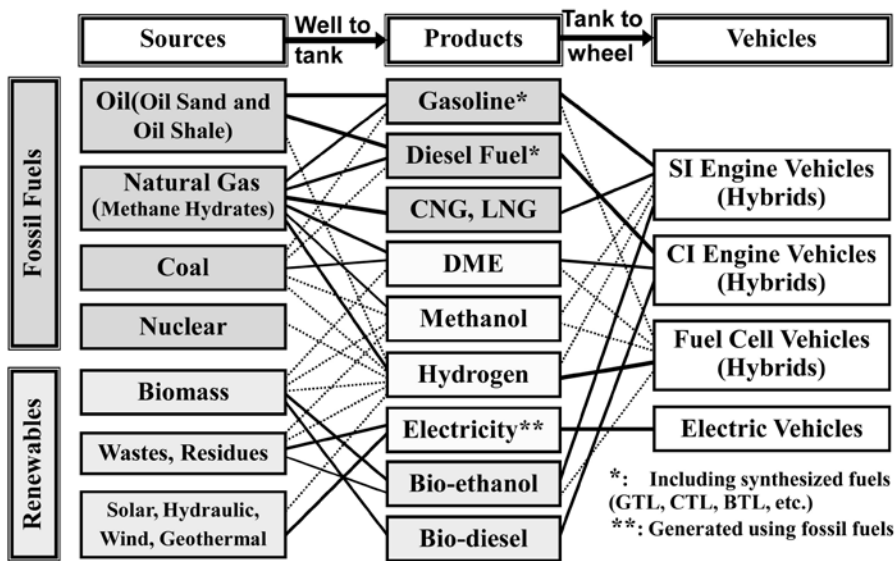 Sources
Well to
tank
Products
Tank to
wheel
Vehicles
Fossil Fuels
Oil(Oil Sand and
Oil Shale)
Natural Gas
(Methane Hydrates)
Coal
Nuclear
Renewables
Biomass
Wastes, Residues
Solar, Hydraulic,
Wind, Geothermal
Gasoline*
Diesel Fuel*
CNG, LNG
DME
Methanol
Hydrogen
Electricity**
Bio-ethanol
Bio-diesel
SI Engine Vehicles
(Hybrids)
CI Engine Vehicles
(Hybrids)
Fuel Cell Vehicles
(Hybrids)
Electric Vehicles
*: Including synthesized fuels
(GTL, CTL, BTL, etc.)
**: Generated using fossil fuels